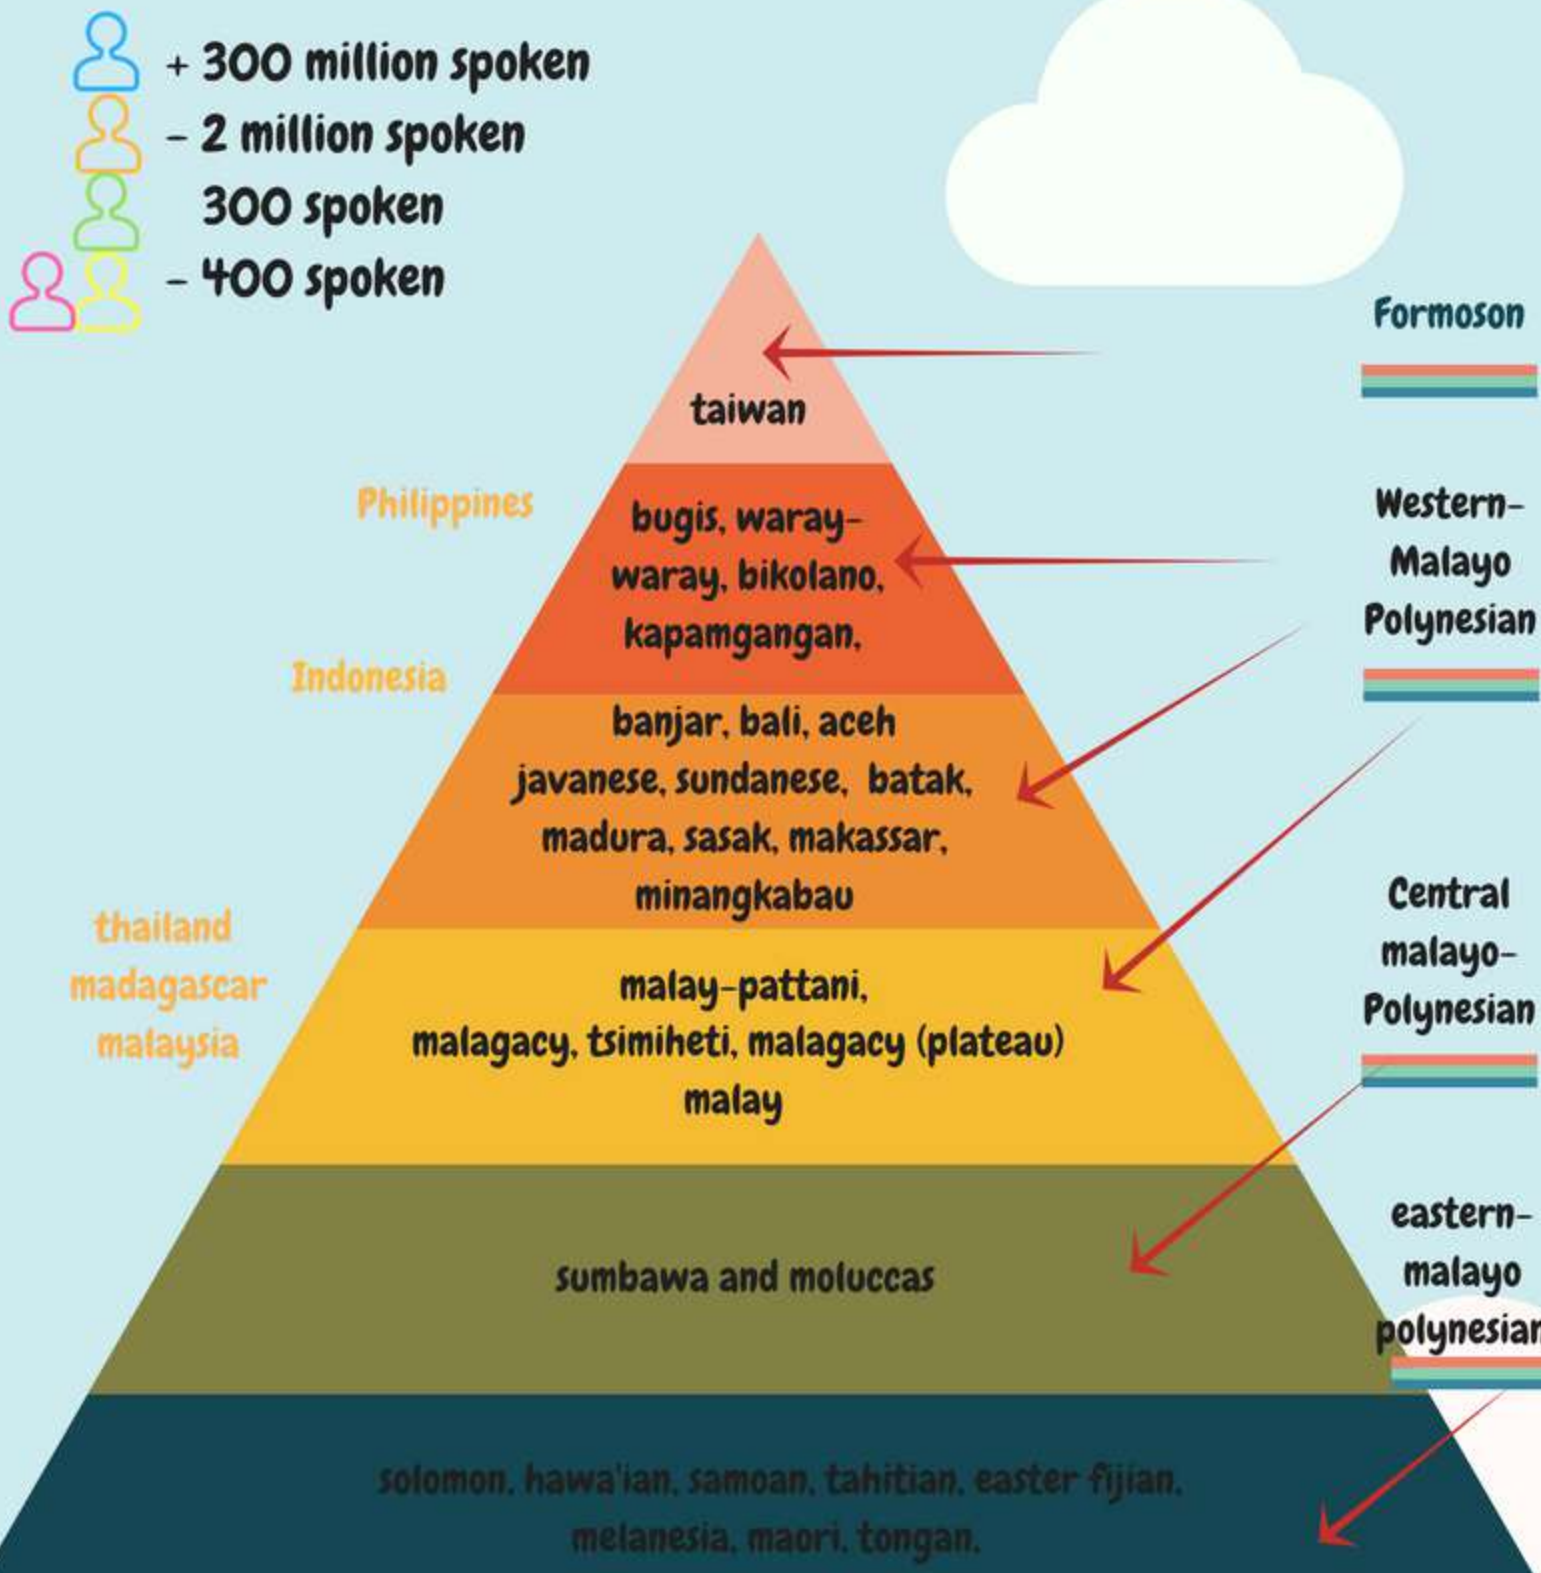 + 300 million spoken
- 2 million spoken
300 spoken
- 400 spoken
Formoson
taiwan
Philippines
bugis, waray-
waray, bikolano,
kapamgangan,
Western-
Malayo
Polynesian
Indonesia
banjar, bali, aceh
javanese, sundanese, batak,
madura, sasak, makassar,
minangkabau
thailand
madagascar
malaysia
malay-pattani,
malagacy, tsimiheti, malagacy (plateau)
malay
Central
malayo-
Polynesian
sumbawa and moluccas
eastern-
malayo
polynesian
solomon, hawa'ian, samoan, tahitian, easter fijian,
melanesia, maori, tongan,